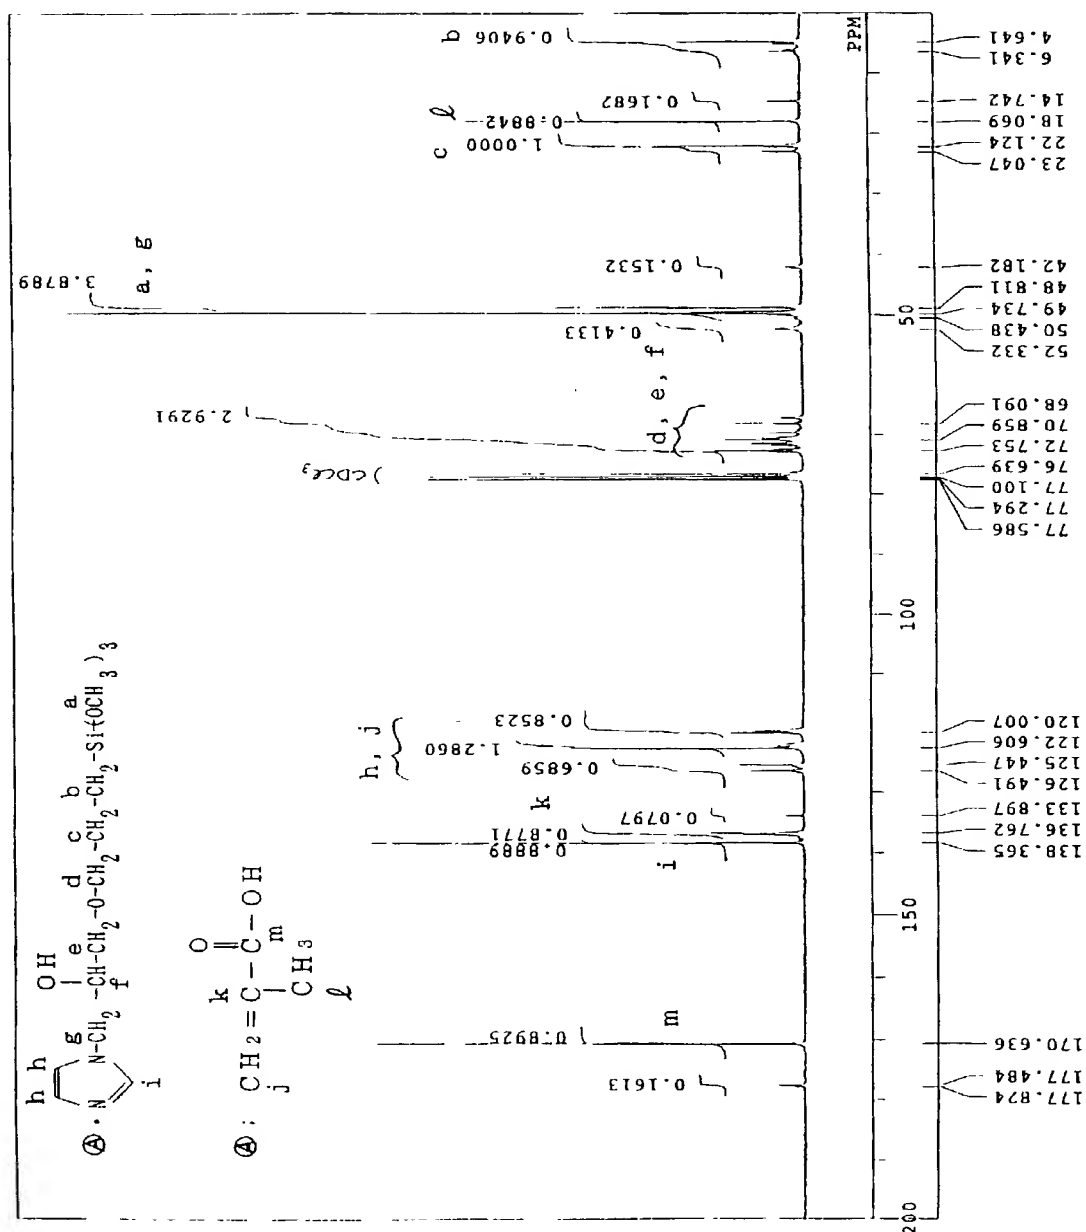 OH
h h g e d c b a
Ⓐ・N N-CH2-CH-CH2-O-CH2-CH2-CH2-Si(OCH3)3
f
i
O
k
Ⓐ: CH2=C-C-OH
j m
CH3
ℓ
m
i
k
h, j
d, e, f
a, g
c ℓ
b
0.1613
0.8925
0.8889
0.8771
0.0797
0.6859
1.2860
0.8523
)CDCℓ3
2.9291
0.4133
3.8789
0.1532
1.0000
0.8842
0.1682
0.9406
200
150
100
50
PPM
177.874
177.484
170.636
138.365
136.762
133.897
126.491
125.447
122.606
120.007
77.586
77.294
77.100
76.639
72.753
70.859
68.091
52.332
50.438
49.734
48.811
42.182
23.047
22.124
18.069
14.742
6.341
4.641